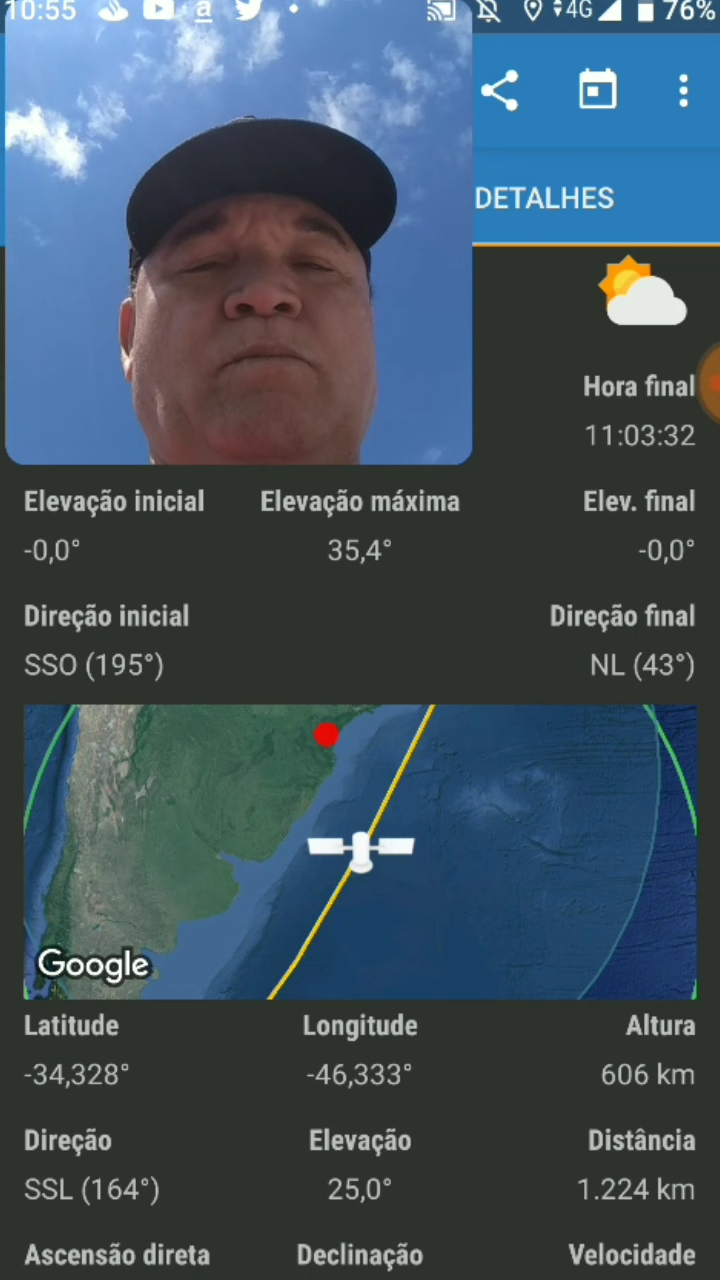 10:55 a 4G 76%
DETALHES
Hora final
11:03:32
Elevação inicial Elevação máxima Elev. final
-0,0° 35,4° -0,0°
Direção inicial Direção final
SSO (195°) NL (43°)
Google
Latitude Longitude Altura
-34,328° -46,333° 606 km
Direção Elevação Distância
SSL (164°) 25,0° 1.224 km
Ascensão direta Declinação Velocidade